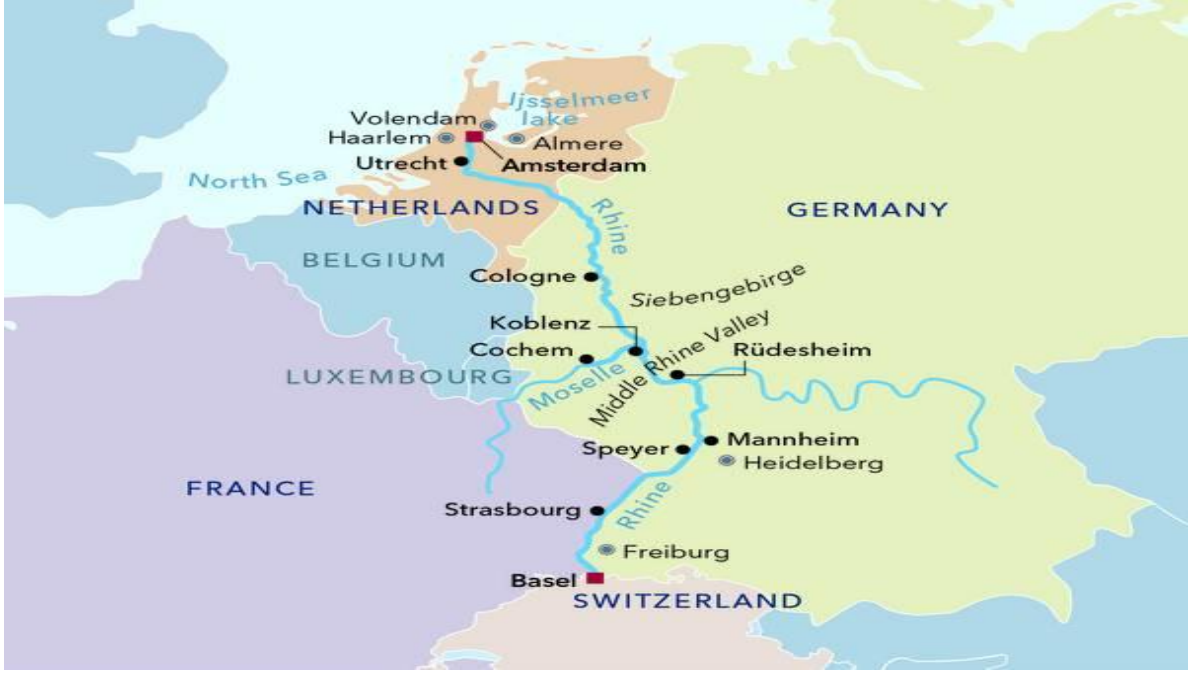 Ijsselmeer
lake
Volendam
Haarlem
Almere
Utrecht
Amsterdam
North Sea
NETHERLANDS
Rhine
GERMANY
BELGIUM
Cologne
Siebengebirge
Koblenz
Middle Rhine Valley
Cochem
Rüdesheim
LUXEMBOURG
Moselle
Mannheim
Speyer
Heidelberg
FRANCE
Rhine
Strasbourg
Freiburg
Basel
SWITZERLAND